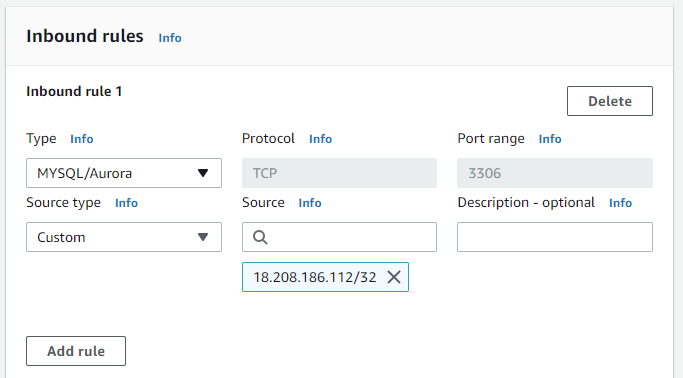 Inbound rules Info
Inbound rule 1
Delete
Type Info Protocol Info Port range Info
MYSQL/Aurora TCP 3306
Source type Info Source Info Description - optional Info
Custom
18.208.186.112/32
Add rule